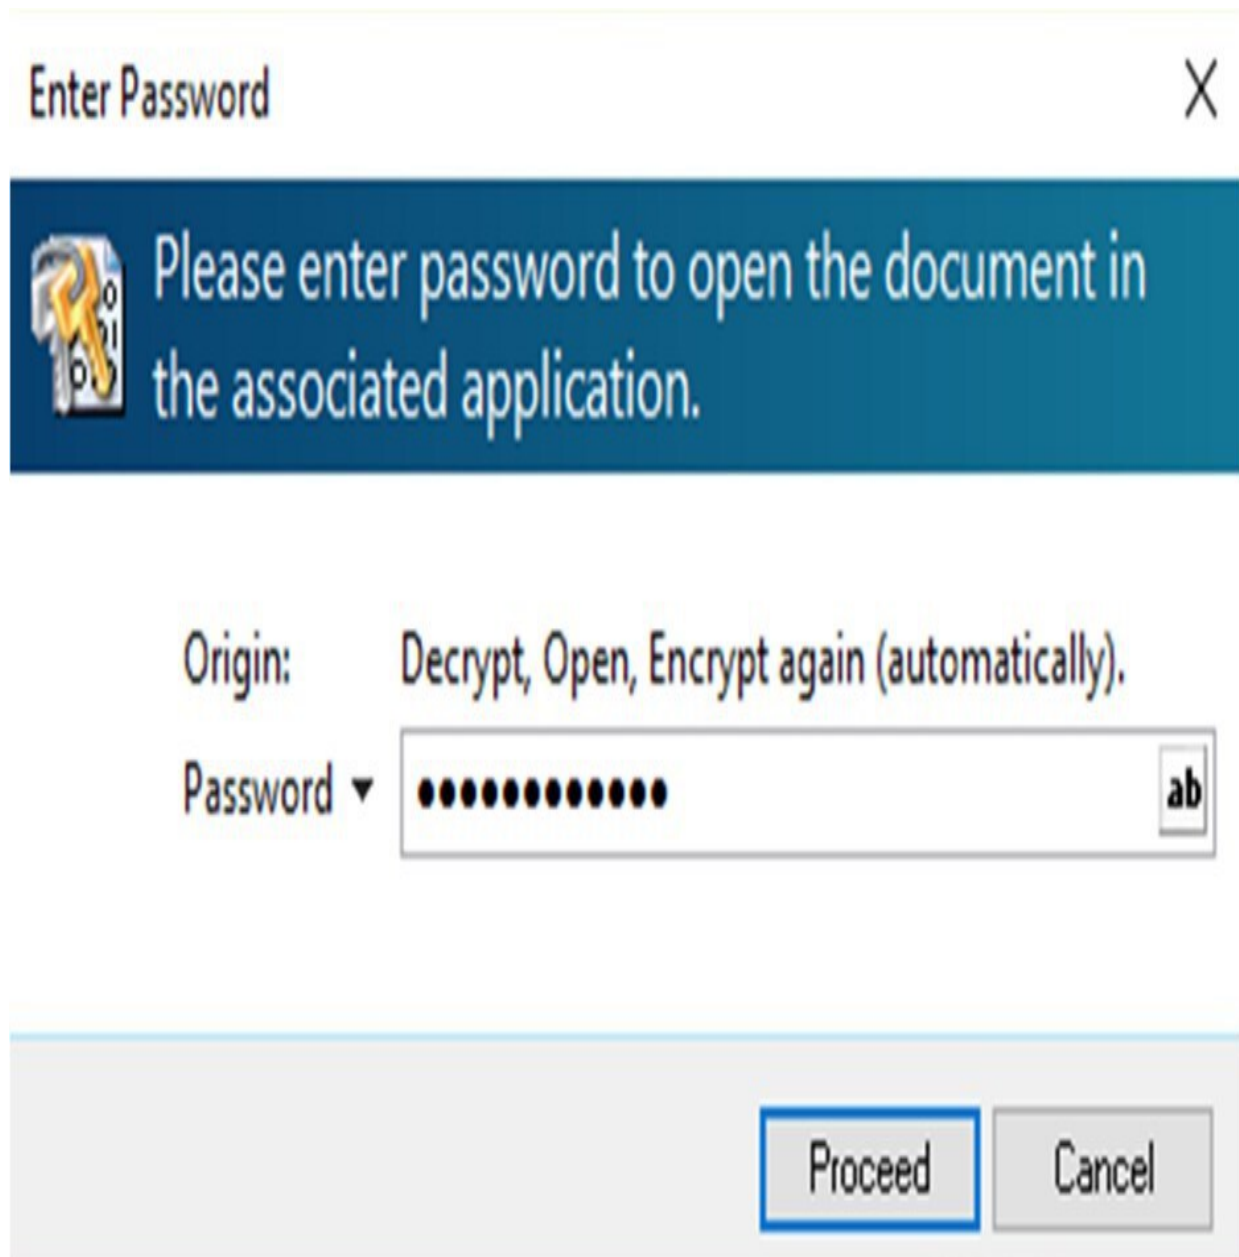 Enter Password
Please enter password to open the document in
the associated application.
Origin: Decrypt, Open, Encrypt again (automatically).
Password ●●●●●●●●●●●● ab
Proceed Cancel